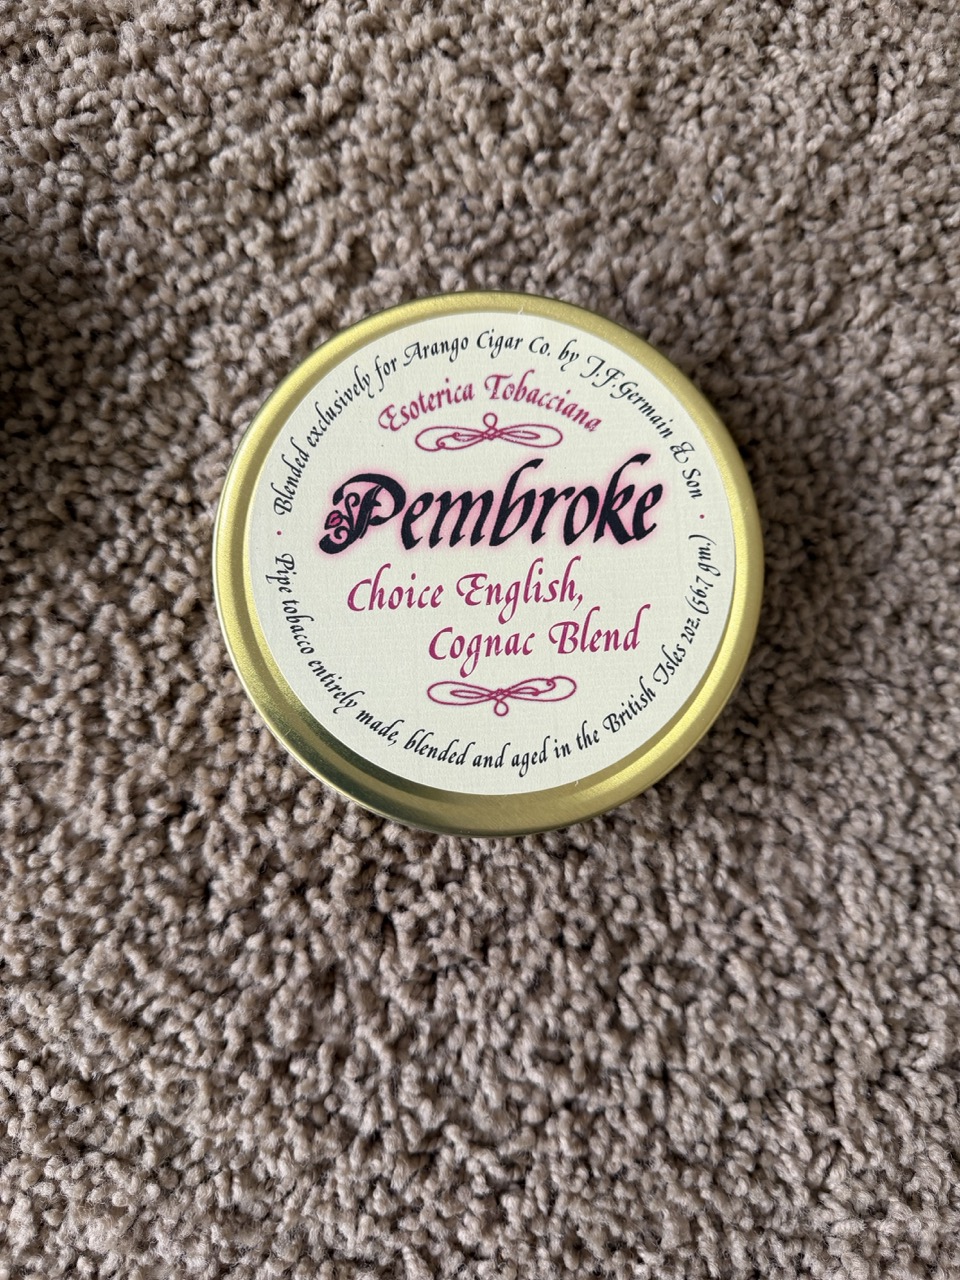 Blended exclusively for Arango Cigar Co. by J.F. Germain & Son
Esoterica Tobacciana
Pembroke
Choice English,
Cognac Blend
Pipe tobacco entirely made, blended and aged in the British Isles 2oz. (56.7 gm.)